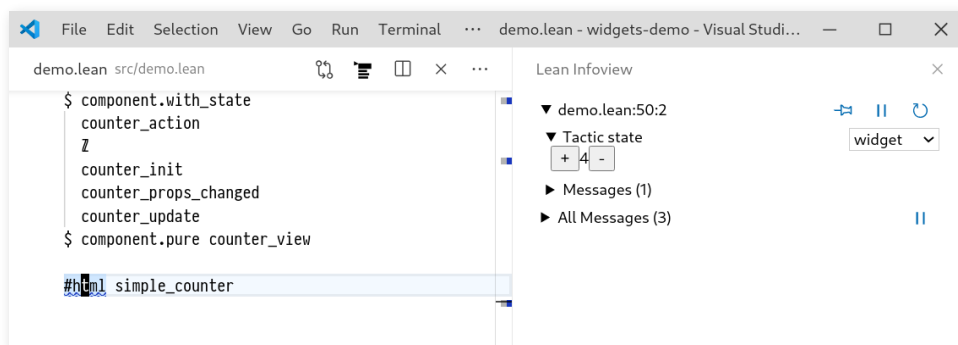 File Edit Selection View Go Run Terminal ··· demo.lean - widgets-demo - Visual Studi...
demo.lean src/demo.lean
Lean Infoview
$ component.with_state
counter_action
ℤ
counter_init
counter_props_changed
counter_update
$ component.pure counter_view
#html simple_counter
demo.lean:50:2
Tactic state
widget
+ 4 -
Messages (1)
All Messages (3)